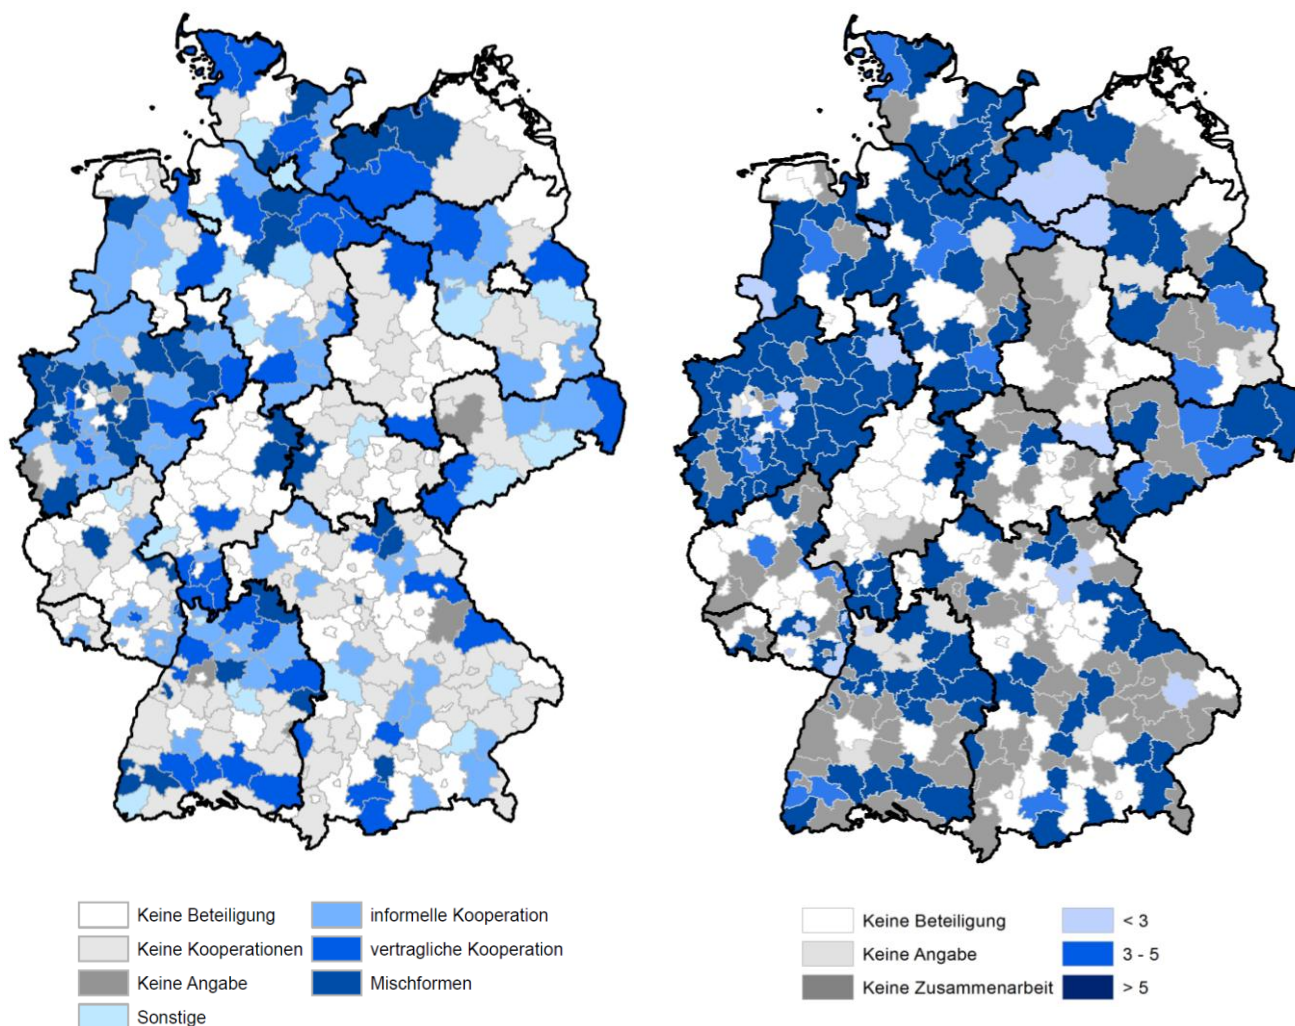 Keine Beteiligung
Keine Kooperationen
Keine Angabe
Sonstige
informelle Kooperation
vertragliche Kooperation
Mischformen
Keine Beteiligung
Keine Angabe
Keine Zusammenarbeit
< 3
3 - 5
> 5